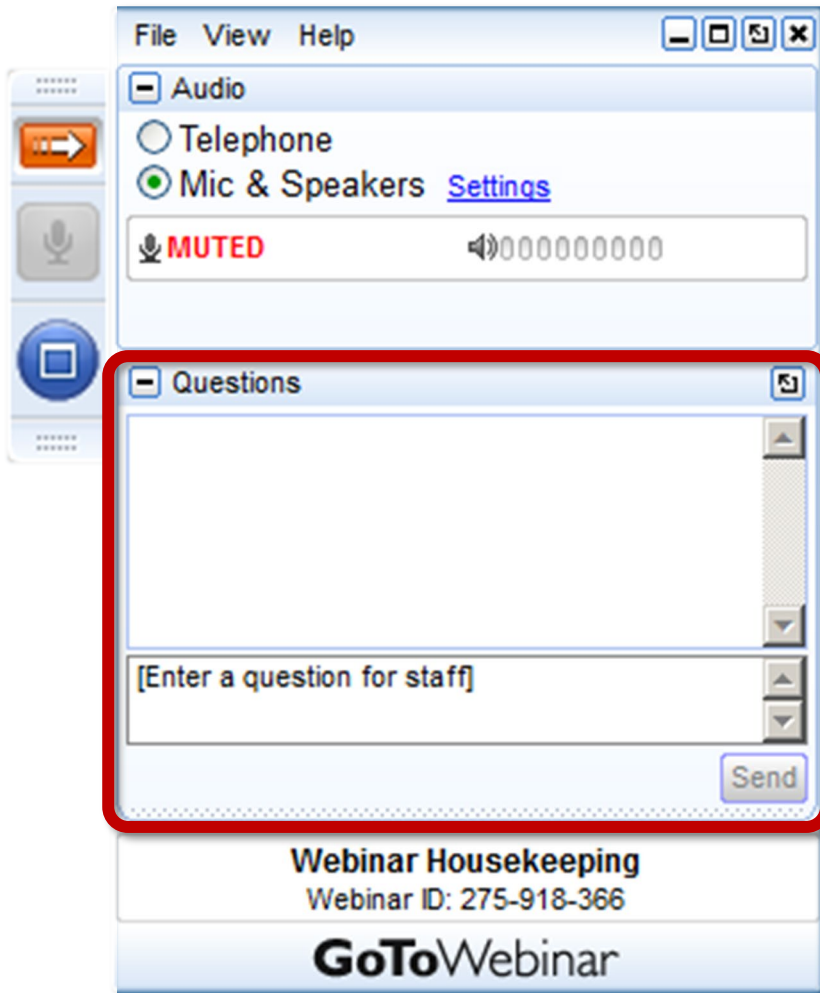 File View Help
Audio
Telephone
Mic & Speakers Settings
MUTED
Questions
[Enter a question for staff]
Send
Webinar Housekeeping
Webinar ID: 275-918-366
GoToWebinar